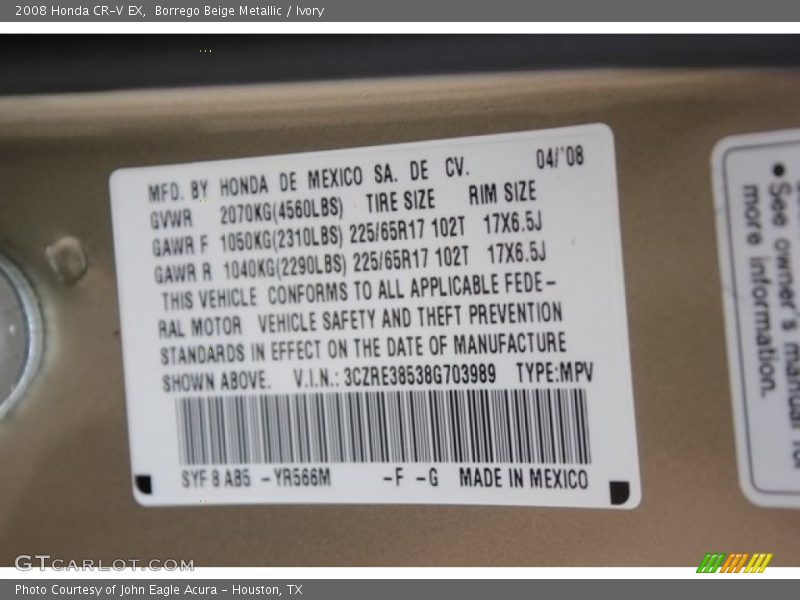 2008 Honda CR-V EX, Borrego Beige Metallic / Ivory
MFD. BY HONDA DE MEXICO SA. DE CV. 04/'08
GVWR 2070KG(4560LBS) TIRE SIZE RIM SIZE
GAWR F 1050KG(2310LBS) 225/65R17 102T 17X6.5J
GAWR R 1040KG(2290LBS) 225/65R17 102T 17X6.5J
THIS VEHICLE CONFORMS TO ALL APPLICABLE FEDE-
RAL MOTOR VEHICLE SAFETY AND THEFT PREVENTION
STANDARDS IN EFFECT ON THE DATE OF MANUFACTURE
SHOWN ABOVE. V.I.N.: 3CZRE38538G703989 TYPE:MPV
SYF 8 AB5 -YR566M -F -G MADE IN MEXICO
● See owner's manual for
more information.
GTCARLOT.COM
Photo Courtesy of John Eagle Acura - Houston, TX